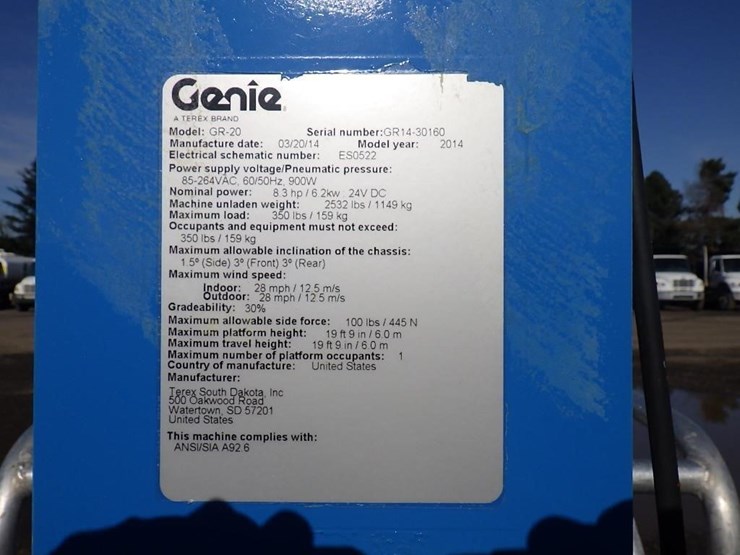 Genie
A TEREX BRAND
Model: GR-20 Serial number:GR14-30160
Manufacture date: 03/20/14 Model year: 2014
Electrical schematic number: ES0522
Power supply voltage/Pneumatic pressure:
85-264VAC, 60/50Hz, 900W
Nominal power: 8.3 hp / 6.2kw : 24V DC
Machine unladen weight: 2532 lbs / 1149 kg
Maximum load: 350 lbs / 159 kg
Occupants and equipment must not exceed:
350 lbs / 159 kg
Maximum allowable inclination of the chassis:
1.5° (Side) 3° (Front) 3° (Rear)
Maximum wind speed:
Indoor: 28 mph / 12.5 m/s
Outdoor: 28 mph / 12.5 m/s
Gradeability: 30%
Maximum allowable side force: 100 lbs / 445 N
Maximum platform height: 19 ft 9 in / 6.0 m
Maximum travel height: 19 ft 9 in / 6.0 m
Maximum number of platform occupants: 1
Country of manufacture: United States
Manufacturer:
Terex South Dakota, Inc
500 Oakwood Road
Watertown, SD 57201
United States
This machine complies with:
ANSI/SIA A92.6